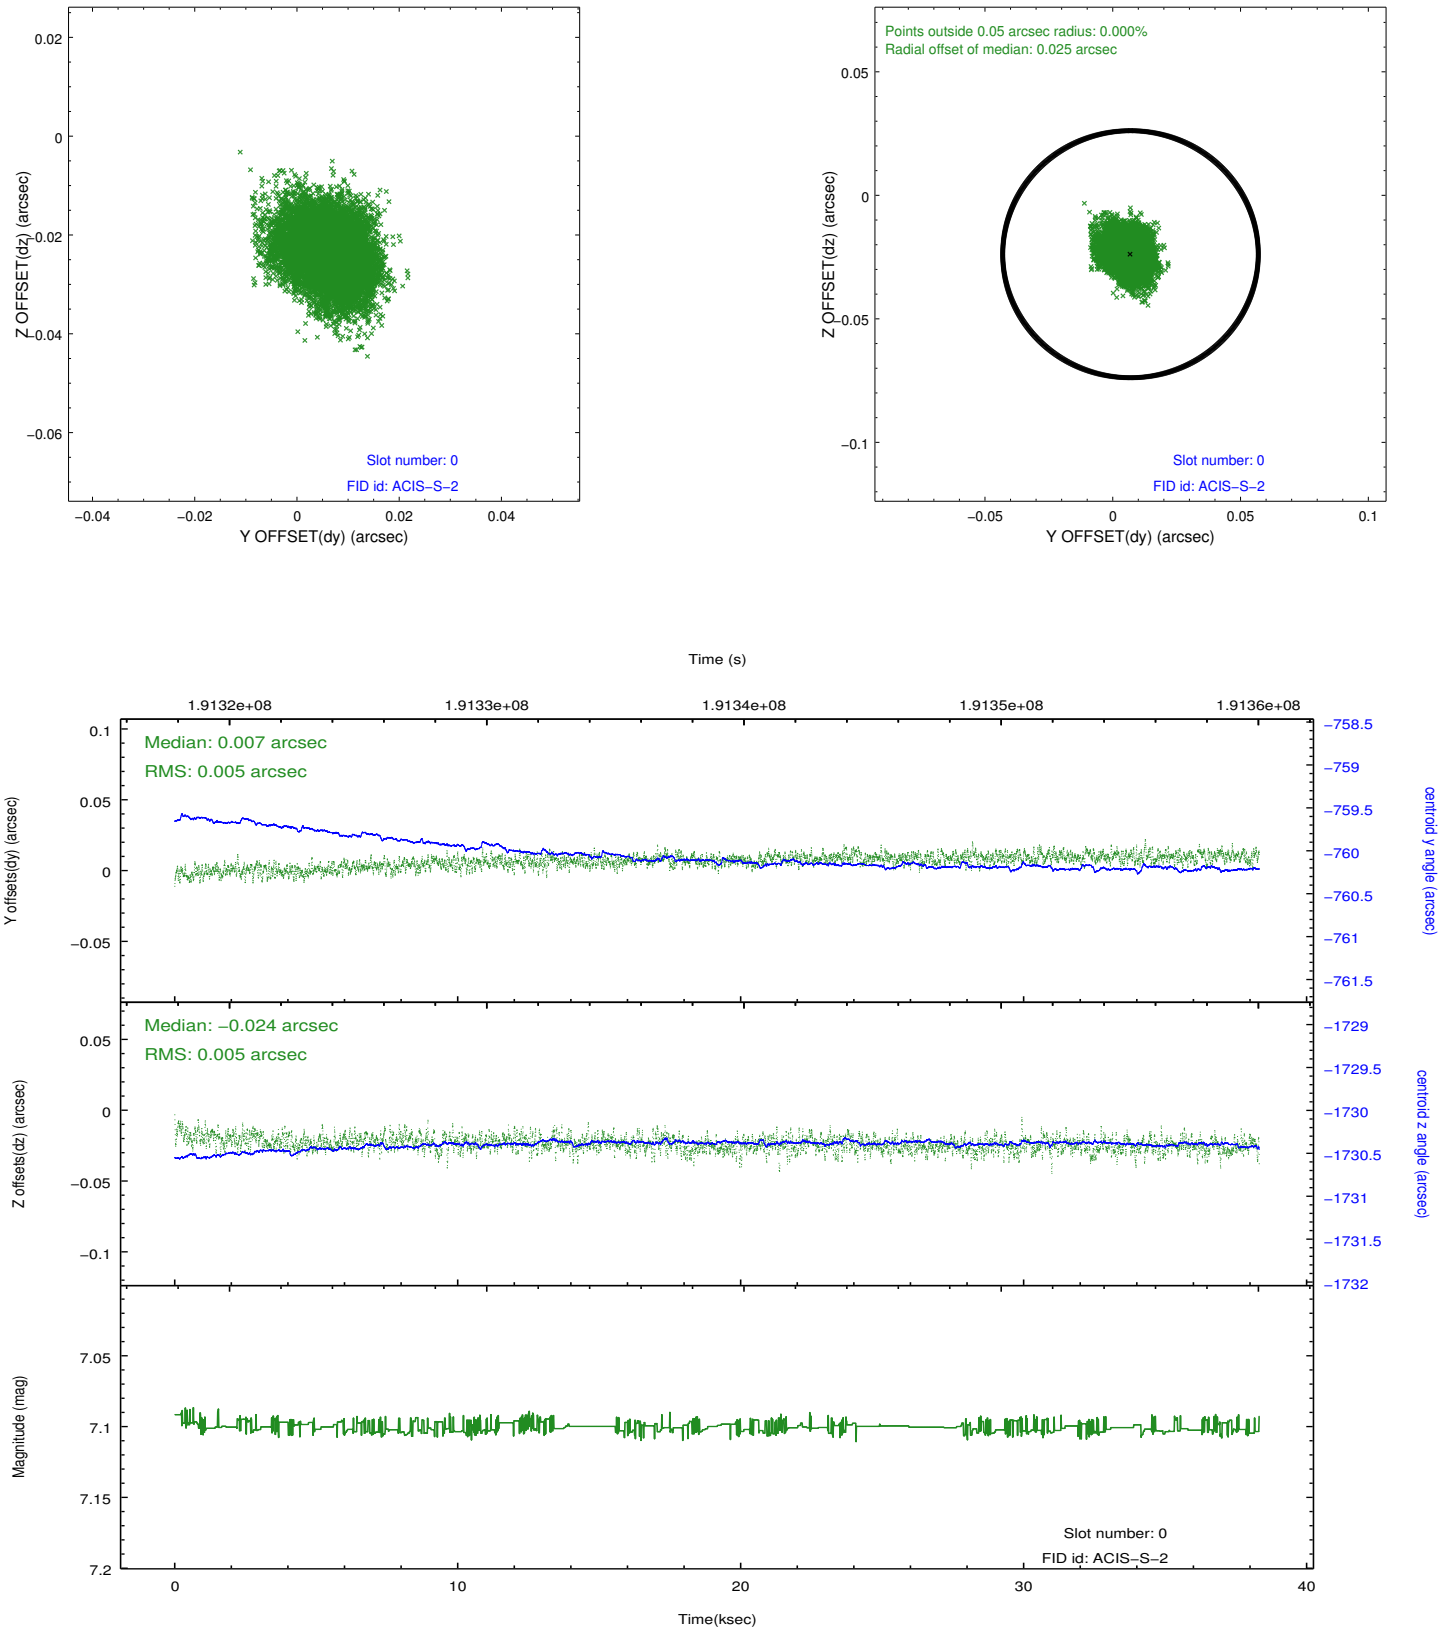 0.02
0
−0.02
−0.04
−0.06
Z OFFSET(dz) (arcsec)
Slot number: 0
FID id: ACIS−S−2
−0.04
−0.02
0
0.02
0.04
Y OFFSET(dy) (arcsec)
Points outside 0.05 arcsec radius: 0.000%
Radial offset of median: 0.025 arcsec
0.05
0
−0.05
−0.1
Z OFFSET(dz) (arcsec)
Slot number: 0
FID id: ACIS−S−2
−0.05
0
0.05
0.1
Y OFFSET(dy) (arcsec)
Time (s)
1.9132e+08
1.9133e+08
1.9134e+08
1.9135e+08
1.9136e+08
Median: 0.007 arcsec
RMS: 0.005 arcsec
0.1
0.05
0
−0.05
Y offsets(dy) (arcsec)
−758.5
−759
−759.5
−760
−760.5
−761
−761.5
centroid y angle (arcsec)
Median: −0.024 arcsec
RMS: 0.005 arcsec
0.05
0
−0.05
−0.1
Z offsets(dz) (arcsec)
−1729
−1729.5
−1730
−1730.5
−1731
−1731.5
−1732
centroid z angle (arcsec)
7.05
7.1
7.15
7.2
Magnitude (mag)
Slot number: 0
FID id: ACIS−S−2
0
10
20
30
40
Time(ksec)